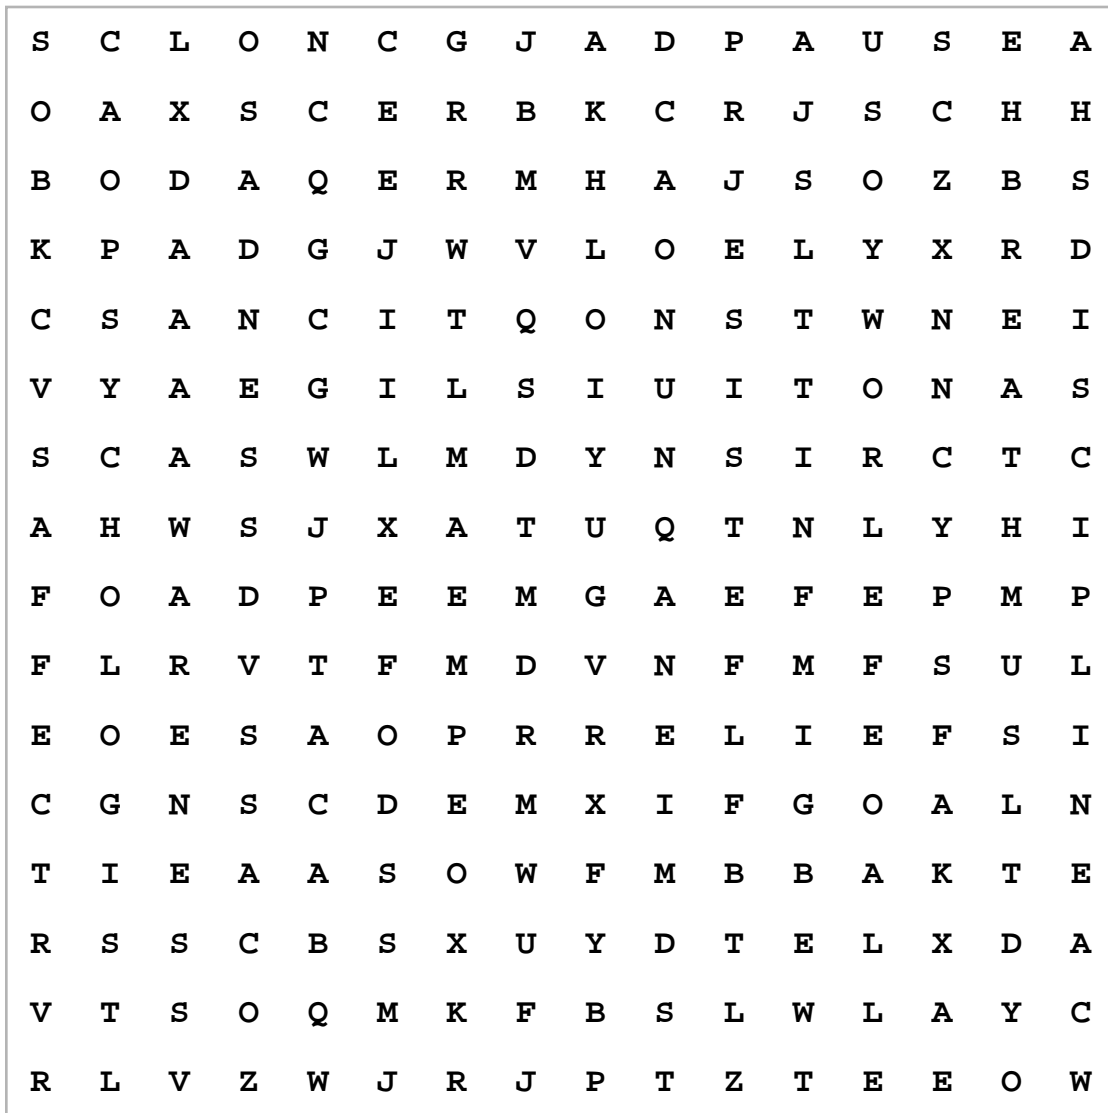 S C L O N C G J A D P A U S E A
O A X S C E R B K C R J S C H H
B O D A Q E R M H A J S O Z B S
K P A D G J W V L O E L Y X R D
C S A N C I T Q O N S T W N E I
V Y A E G I L S I U I T O N A S
S C A S W L M D Y N S I R C T C
A H W S J X A T U Q T N L Y H I
F O A D P E E M G A E F E P M P
F L R V T F M D V N F M F S U L
E O E S A O P R R E L I E F S I
C G N S C D E M X I F G O A L N
T I E A A S O W F M B B A K T E
R S S C B S X U Y D T E L X D A
V T S O Q M K F B S L W L A Y C
R L V Z W J R J P T Z T E E O W